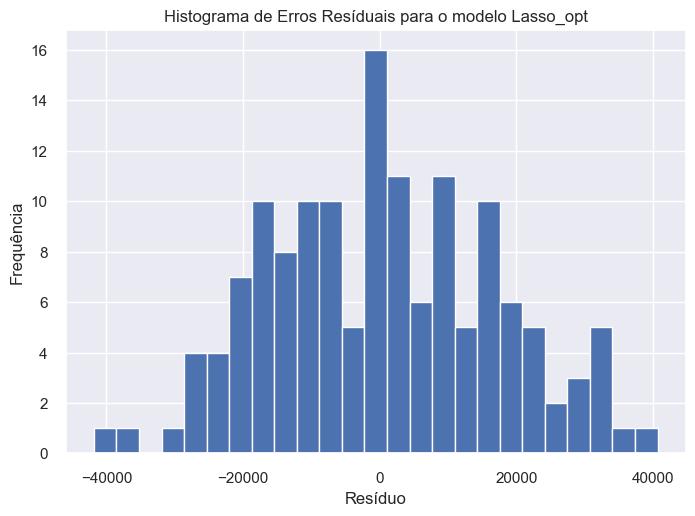 Histograma de Erros Resíduais para o modelo Lasso_opt
16
14
12
10
8
6
4
2
0
Frequência
−40000 −20000 0 20000 40000
Resíduo